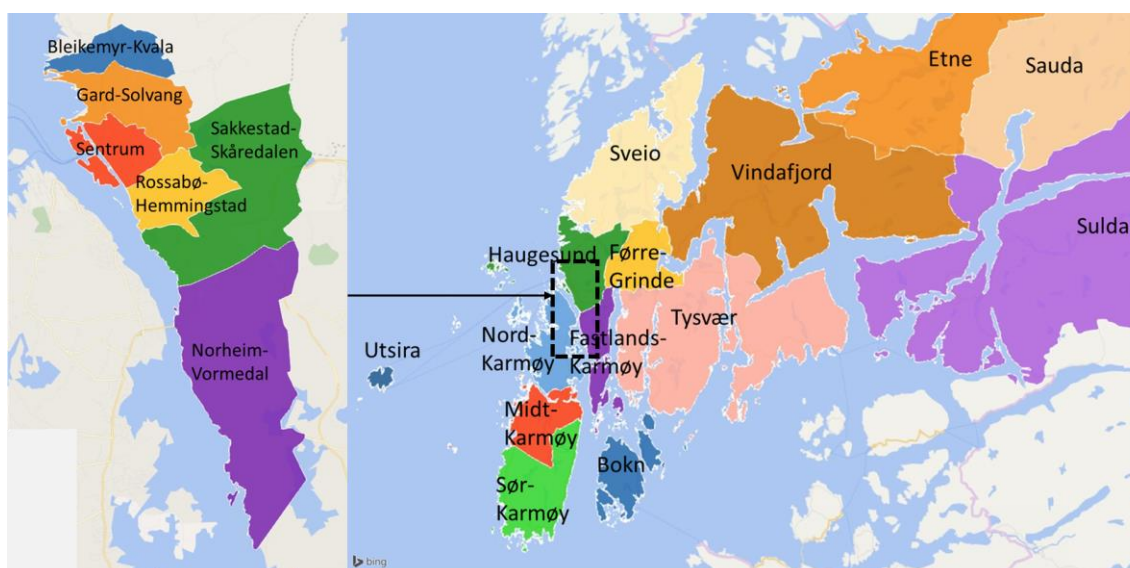 Bleikemyr-Kvala
Gard-Solvang
Sentrum
Sakkestad-
Skåredalen
Rossabø-
Hemmingstad
Norheim-
Vormedal
Etne
Sauda
Sveio
Vindafjord
Sulda
Haugesund
Førre-
Grinde
Tysvær
Nord-
Karmøy
Fastlands-
Karmøy
Utsira
Midt-
Karmøy
Bokn
Sør-
Karmøy
bing